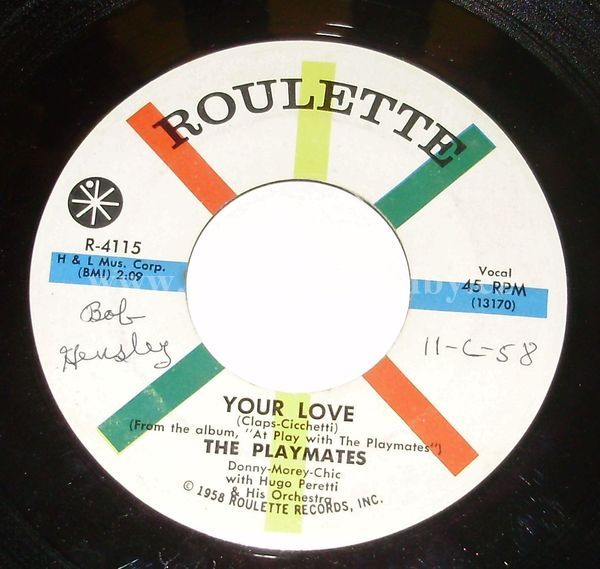 ROULETTE
R-4115
H & L Mus. Corp.
(BMI) 2:09
Vocal
45 RPM
(13170)
Bob
Hensley
11-C-58
YOUR LOVE
(Claps-Cicchetti)
(From the album, "At Play with The Playmates")
THE PLAYMATES
Donny-Morey-Chic
with Hugo Peretti
& His Orchestra
© 1958 ROULETTE RECORDS, INC.